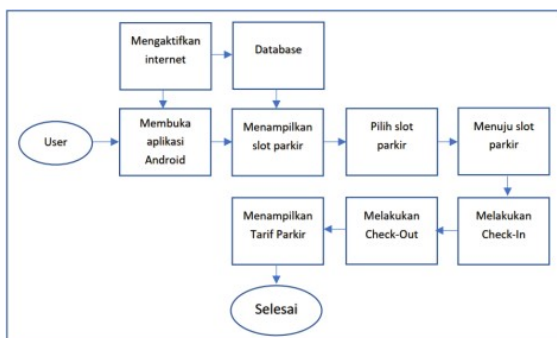 Mengaktifkan
internet
Database
User
Membuka
aplikasi
Android
Menampilkan
slot parkir
Pilih slot
parkir
Menuju slot
parkir
Menampilkan
Tarif Parkir
Melakukan
Check-Out
Melakukan
Check-In
Selesai